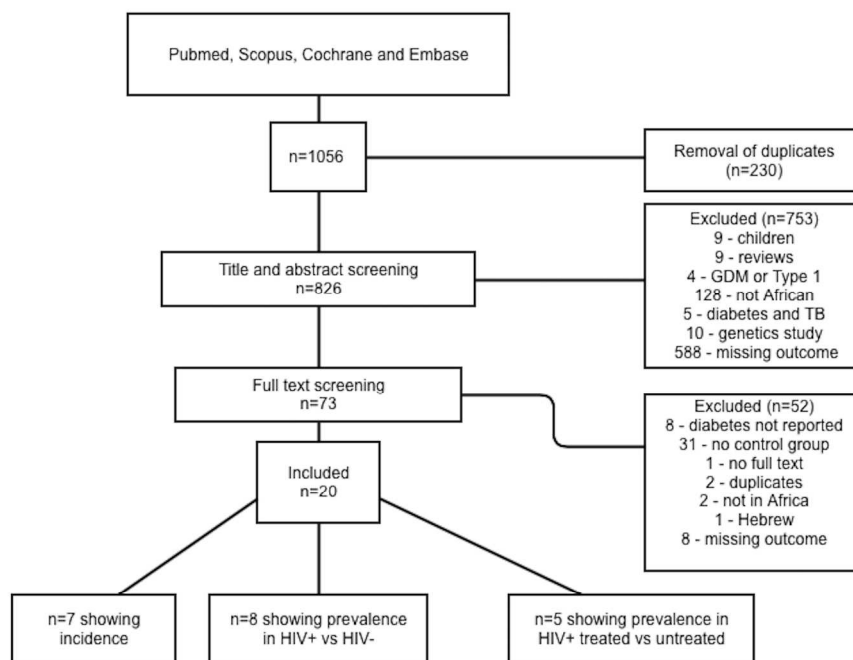 Pubmed, Scopus, Cochrane and Embase
n=1056
Removal of duplicates
(n=230)
Title and abstract screening
n=826
Excluded (n=753)
9 - children
9 - reviews
4 - GDM or Type 1
128 - not African
5 - diabetes and TB
10 - genetics study
588 - missing outcome
Full text screening
n=73
Excluded (n=52)
8 - diabetes not reported
31 - no control group
1 - no full text
2 - duplicates
2 - not in Africa
1 - Hebrew
8 - missing outcome
Included
n=20
n=7 showing
incidence
n=8 showing prevalence
in HIV+ vs HIV-
n=5 showing prevalence in
HIV+ treated vs untreated